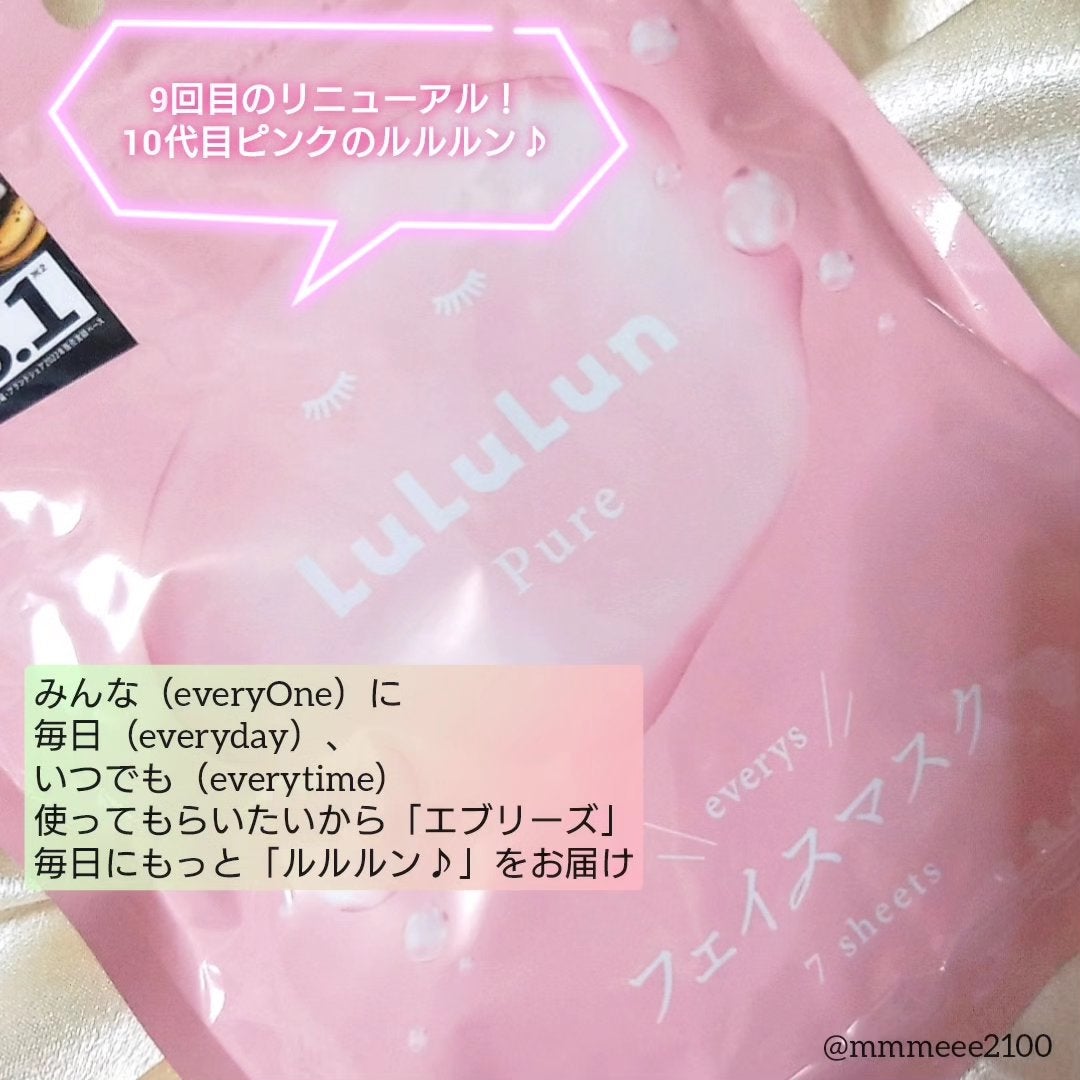 9回目のリニューアル！
10代目ピンクのルルルン♪
.1
※2
LuLuLun
Pure
みんな（everyOne）に
毎日（everyday）、
いつでも（everytime）
使ってもらいたいから「エブリーズ」
毎日にもっと「ルルルン♪」をお届け
everys
フェイスマスク
7 sheets
@mmmeee2100